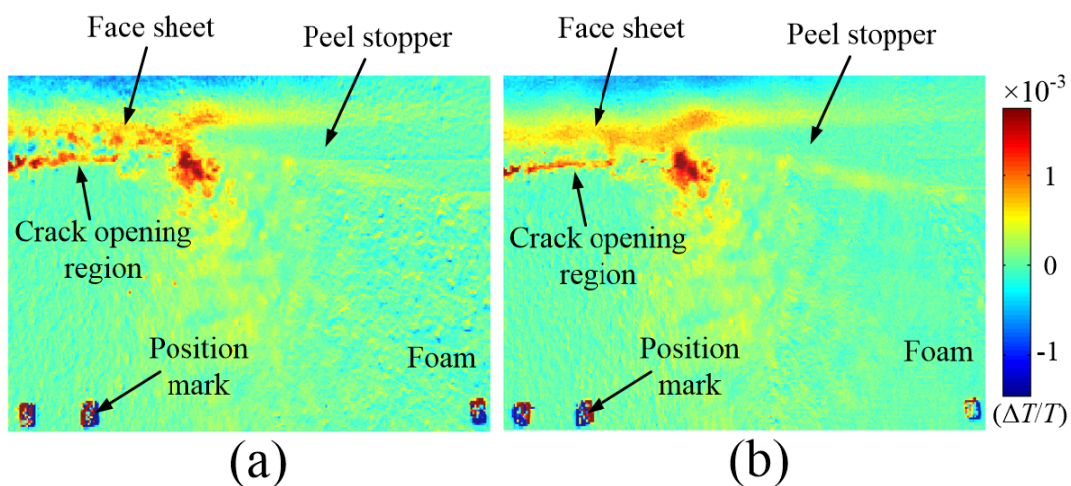 Face sheet
Peel stopper
Crack opening
region
Position
mark
Foam
(a)
Face sheet
Peel stopper
Crack opening
region
Position
mark
Foam
(b)
×10⁻³
1
0
-1
(ΔT/T)